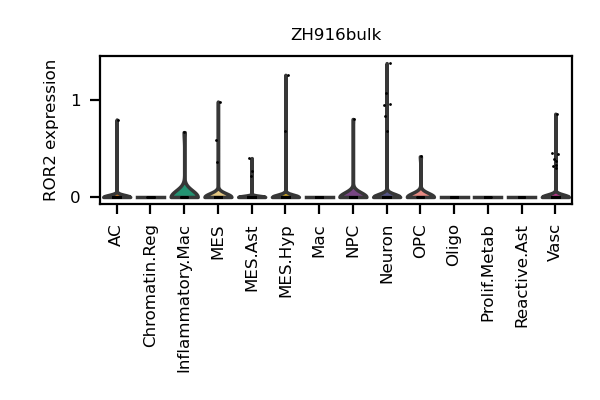 ZH916bulk
ROR2 expression
1
0
AC
Chromatin.Reg
Inflammatory.Mac
MES
MES.Ast
MES.Hyp
Mac
NPC
Neuron
OPC
Oligo
Prolif.Metab
Reactive.Ast
Vasc